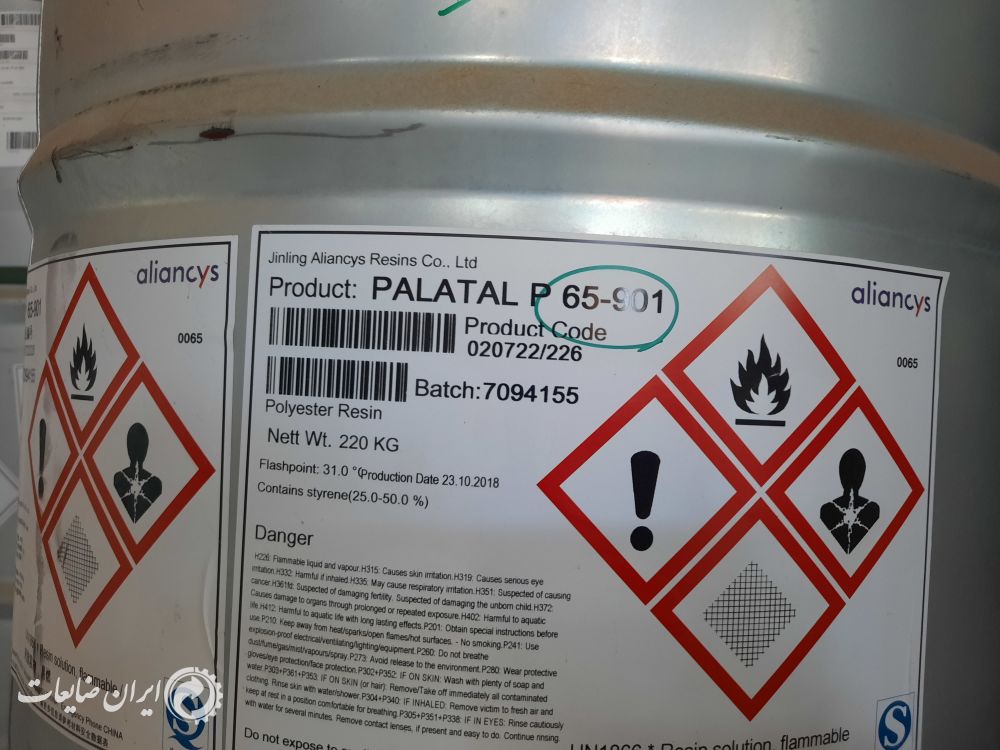 aliancys
65-901
0065
7094155
Resin solution, flammable
Emergency Phone CHINA
Jinling Aliancys Resins Co.. Ltd
Product: PALATAL P 65-901
Product Code
020722/226
Batch:7094155
Polyester Resin
Nett Wt. 220 KG
Flashpoint: 31.0 °C Production Date 23.10.2018
Contains styrene(25.0-50.0 %)
aliancys
0065
Danger
H226: Flammable liquid and vapour.H315: Causes skin irritation.H319: Causes serious eye
irritation.H332: Harmful if inhaled.H335: May cause respiratory irritation.H351: Suspected of causing
cancer.H361fd: Suspected of damaging fertility. Suspected of damaging the unborn child.H372:
Causes damage to organs through prolonged or repeated exposure.H402: Harmful to aquatic
life.H412: Harmful to aquatic life with long lasting effects.P201: Obtain special instructions before
use.P210: Keep away from heat/sparks/open flames/hot surfaces. - No smoking.P241: Use
explosion-proof electrical/ventilating/lighting/equipment.P260: Do not breathe
dust/fume/gas/mist/vapours/spray.P273: Avoid release to the environment.P280: Wear protective
gloves/eye protection/face protection.P302+P352: IF ON SKIN: Wash with plenty of soap and
water.P303+P361+P353: IF ON SKIN (or hair): Remove/Take off immediately all contaminated
clothing. Rinse skin with water/shower.P304+P340: IF INHALED: Remove victim to fresh air and
keep at rest in a position comfortable for breathing.P305+P351+P338: IF IN EYES: Rinse cautiously
with water for several minutes. Remove contact lenses, if present and easy to do. Continue rinsing.
Do not expose to
UN1866 * Resin solution, flammable
ایران ضایعات